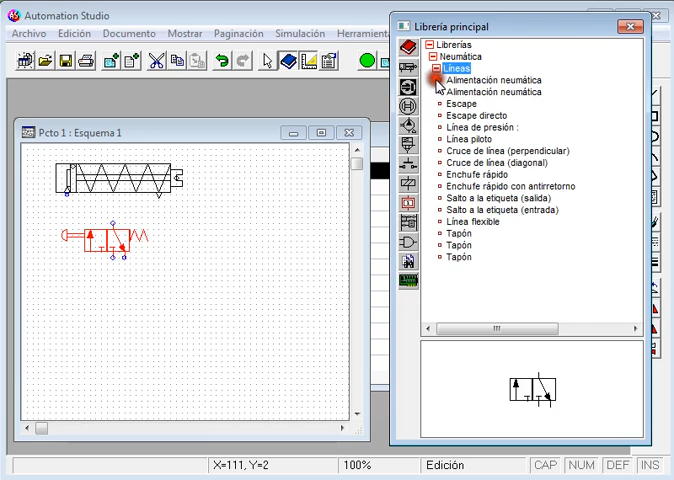 Automation Studio
Archivo Edición Documento Mostrar Paginación Simulación Herramienta
Librería principal
Librerías
Neumática
Líneas
Alimentación neumática
Alimentación neumática
Escape
Escape directo
Línea de presión :
Línea piloto
Cruce de línea (perpendicular)
Cruce de línea (diagonal)
Enchufe rápido
Enchufe rápido con antirretorno
Salto a la etiqueta (salida)
Salto a la etiqueta (entrada)
Línea flexible
Tapón
Tapón
Tapón
Pcto 1 : Esquema 1
X=111, Y=2 100% Edición CAP NUM DEF INS